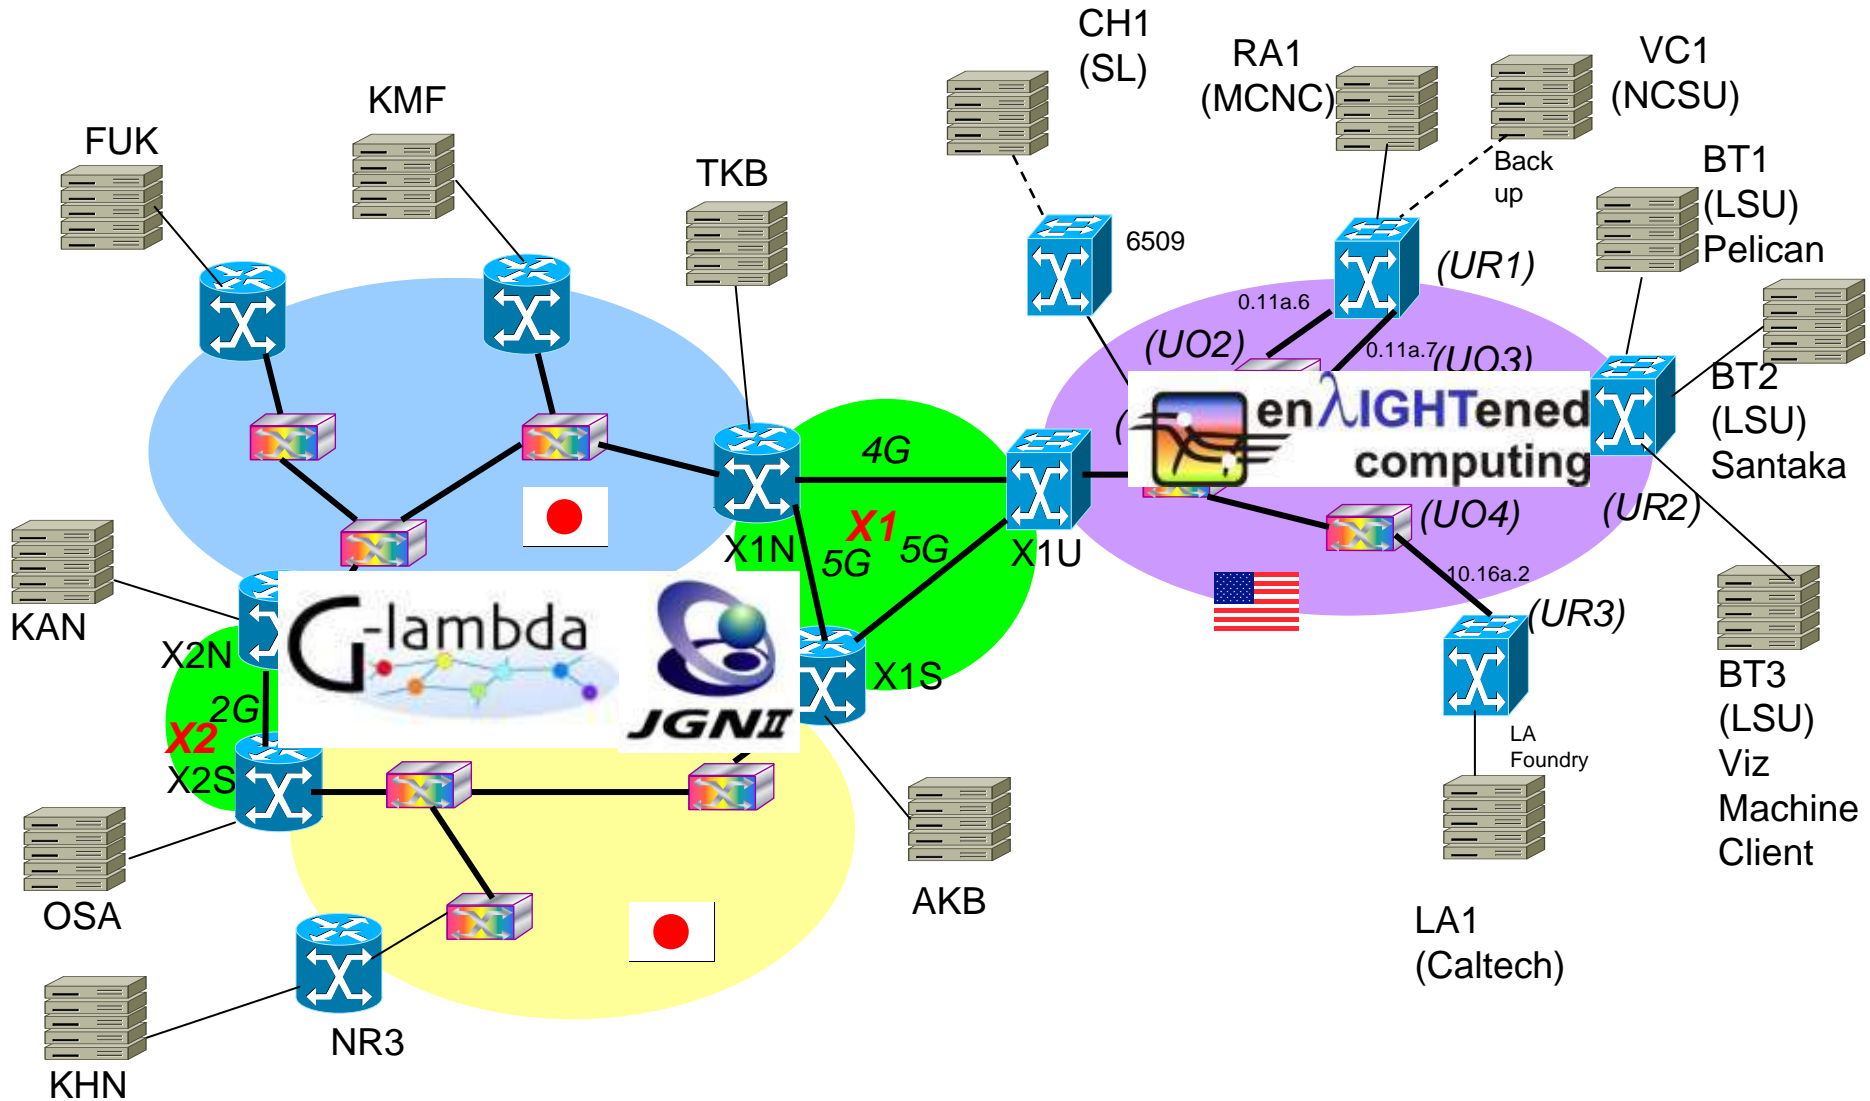 CH1
(SL)
RA1
(MCNC)
VC1
(NCSU)
KMF
FUK
TKB
Back
up
BT1
(LSU)
Pelican
6509
(UR1)
0.11a.6
(UO2)
0.11a.7
(UO3)
enλIGHTened
computing
BT2
(LSU)
Santaka
4G
X1
X1N
5G
5G
X1U
(UO4)
(UR2)
10.16a.2
(UR3)
KAN
X2N
G-lambda
JGNII
X1S
2G
X2
X2S
LA
Foundry
BT3
(LSU)
Viz
Machine
Client
OSA
AKB
LA1
(Caltech)
NR3
KHN